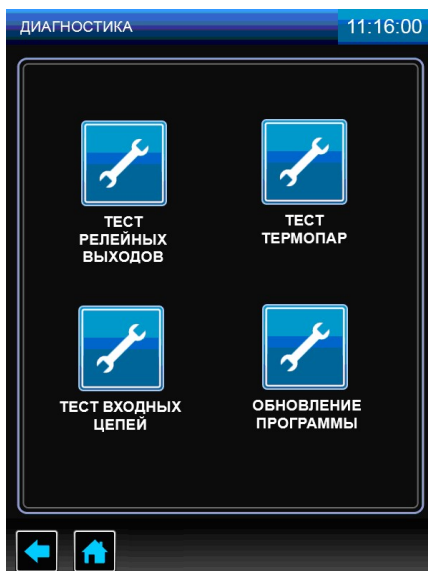 ДИАГНОСТИКА
11:16:00
ТЕСТ
РЕЛЕЙНЫХ
ВЫХОДОВ
ТЕСТ
ТЕРМОПАР
ТЕСТ ВХОДНЫХ
ЦЕПЕЙ
ОБНОВЛЕНИЕ
ПРОГРАММЫ